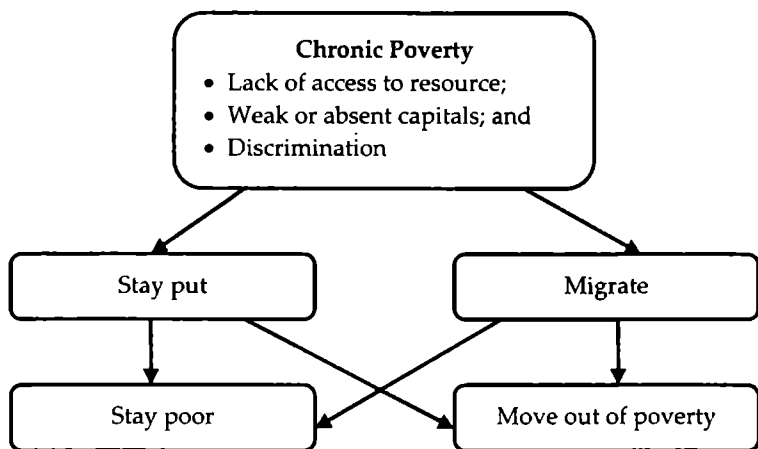 Chronic Poverty
• Lack of access to resource;
• Weak or absent capitals; and
• Discrimination
Stay put
Migrate
Stay poor
Move out of poverty